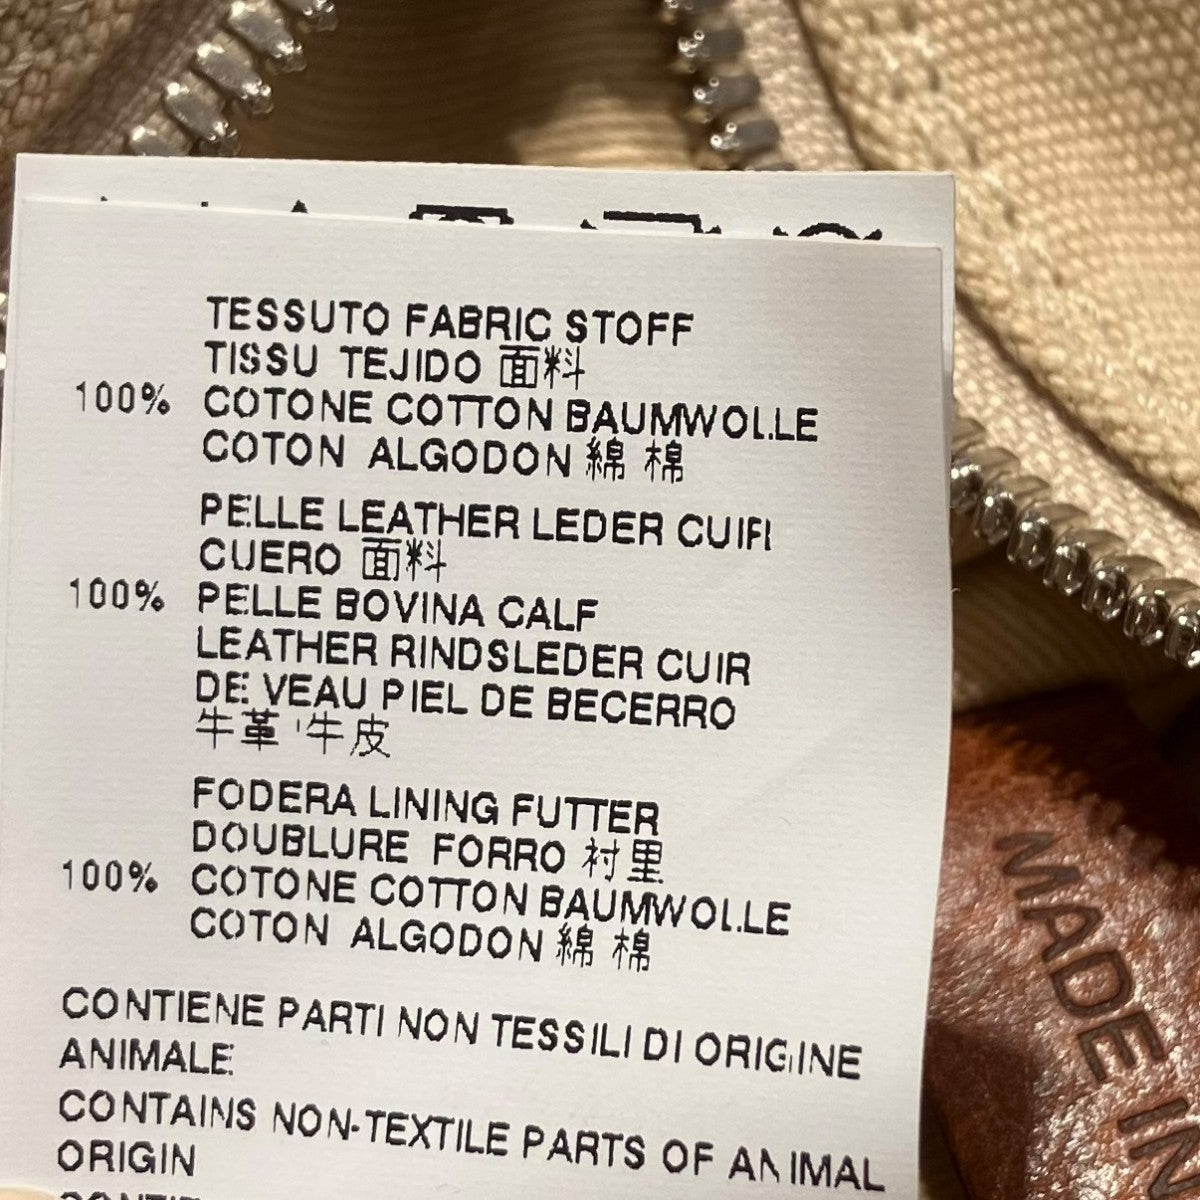 TESSUTO FABRIC STOFF
TISSU TEJIDO 面料
100% COTONE COTTON BAUMWOLLE
COTON ALGODON 綿 棉
PELLE LEATHER LEDER CUIR
CUERO 面料
100% PELLE BOVINA CALF
LEATHER RINDSLEDER CUIR
DE VEAU PIEL DE BECERRO
牛革 牛皮
FODERA LINING FUTTER
DOUBLURE FORRO 衬里
100% COTONE COTTON BAUMWOLLE
COTON ALGODON 綿 棉
CONTIENE PARTI NON TESSILI DI ORIGINE
ANIMALE
CONTAINS NON-TEXTILE PARTS OF ANIMAL
ORIGIN
MADE IN